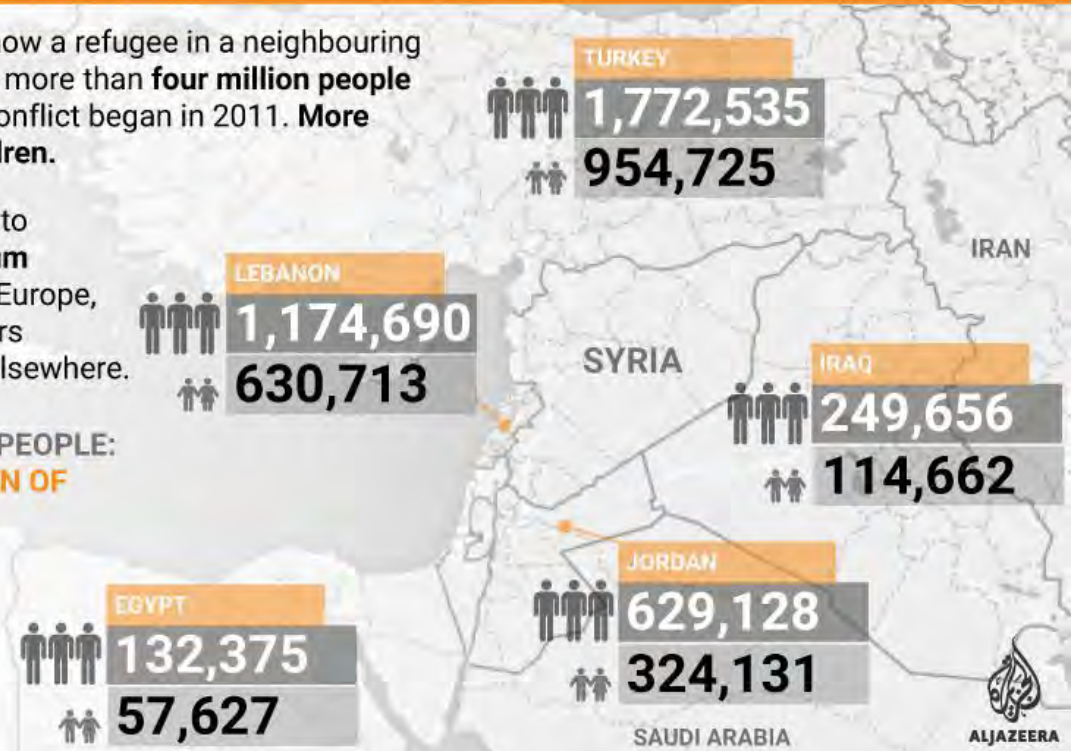 now a refugee in a neighbouring
more than four million people
onflict began in 2011. More
dren.
to
um
Europe,
rs
lsewhere.
PEOPLE:
N OF
TURKEY
1,772,535
954,725
LEBANON
1,174,690
630,713
SYRIA
IRAN
IRAQ
249,656
114,662
JORDAN
629,128
324,131
EGYPT
132,375
57,627
SAUDI ARABIA
ALJAZEERA